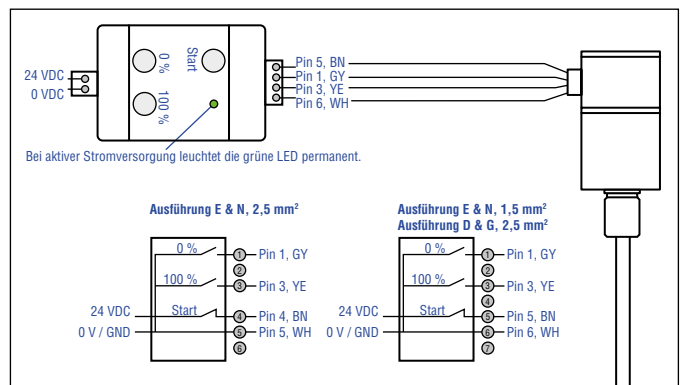 24 VDC
0 VDC
0 %
100 %
Start
Pin 5, BN
Pin 1, GY
Pin 3, YE
Pin 6, WH
Bei aktiver Stromversorgung leuchtet die grüne LED permanent.
Ausführung E & N, 2,5 mm²
0 %
1
Pin 1, GY
2
100 %
3
Pin 3, YE
24 VDC
Start
4
Pin 4, BN
0 V / GND
5
Pin 5, WH
6
Ausführung E & N, 1,5 mm²
Ausführung D & G, 2,5 mm²
0 %
1
Pin 1, GY
2
100 %
3
Pin 3, YE
4
24 VDC
Start
5
Pin 5, BN
0 V / GND
6
Pin 6, WH
7